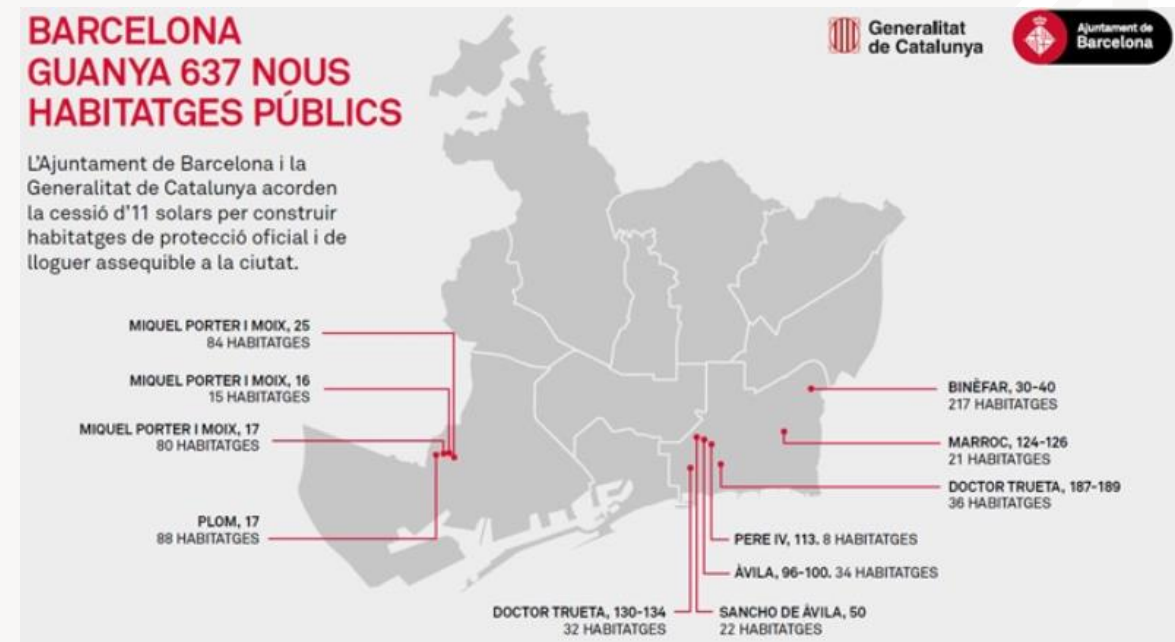 BARCELONA
GUANYA 637 NOUS
HABITATGES PÚBLICS
Generalitat
de Catalunya
Ajuntament de
Barcelona
L'Ajuntament de Barcelona i la
Generalitat de Catalunya acorden
la cessió d'11 solars per construir
habitatges de protecció oficial i de
lloguer assequible a la ciutat.
MIQUEL PORTER I MOIX, 25
84 HABITATGES
MIQUEL PORTER I MOIX, 16
15 HABITATGES
MIQUEL PORTER I MOIX, 17
80 HABITATGES
PLOM, 17
88 HABITATGES
BINÈFAR, 30-40
217 HABITATGES
MARROC, 124-126
21 HABITATGES
DOCTOR TRUETA, 187-189
36 HABITATGES
PERE IV, 113. 8 HABITATGES
ÀVILA, 96-100. 34 HABITATGES
DOCTOR TRUETA, 130-134
32 HABITATGES
SANCHO DE ÁVILA, 50
22 HABITATGES